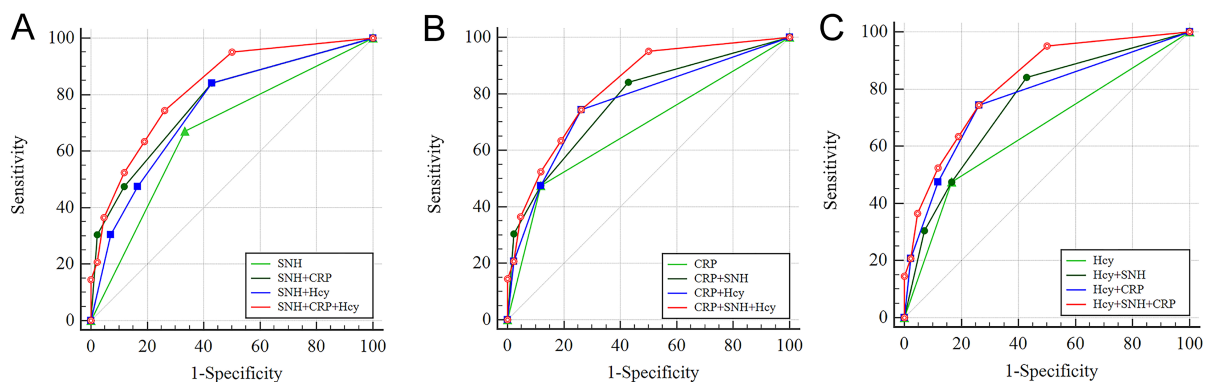 A
Sensitivity
100
80
60
40
20
0
0 20 40 60 80 100
1-Specificity
SNH
SNH+CRP
SNH+Hcy
SNH+CRP+Hcy
B
Sensitivity
100
80
60
40
20
0
0 20 40 60 80 100
1-Specificity
CRP
CRP+SNH
CRP+Hcy
CRP+SNH+Hcy
C
Sensitivity
100
80
60
40
20
0
0 20 40 60 80 100
1-Specificity
Hcy
Hcy+SNH
Hcy+CRP
Hcy+SNH+CRP